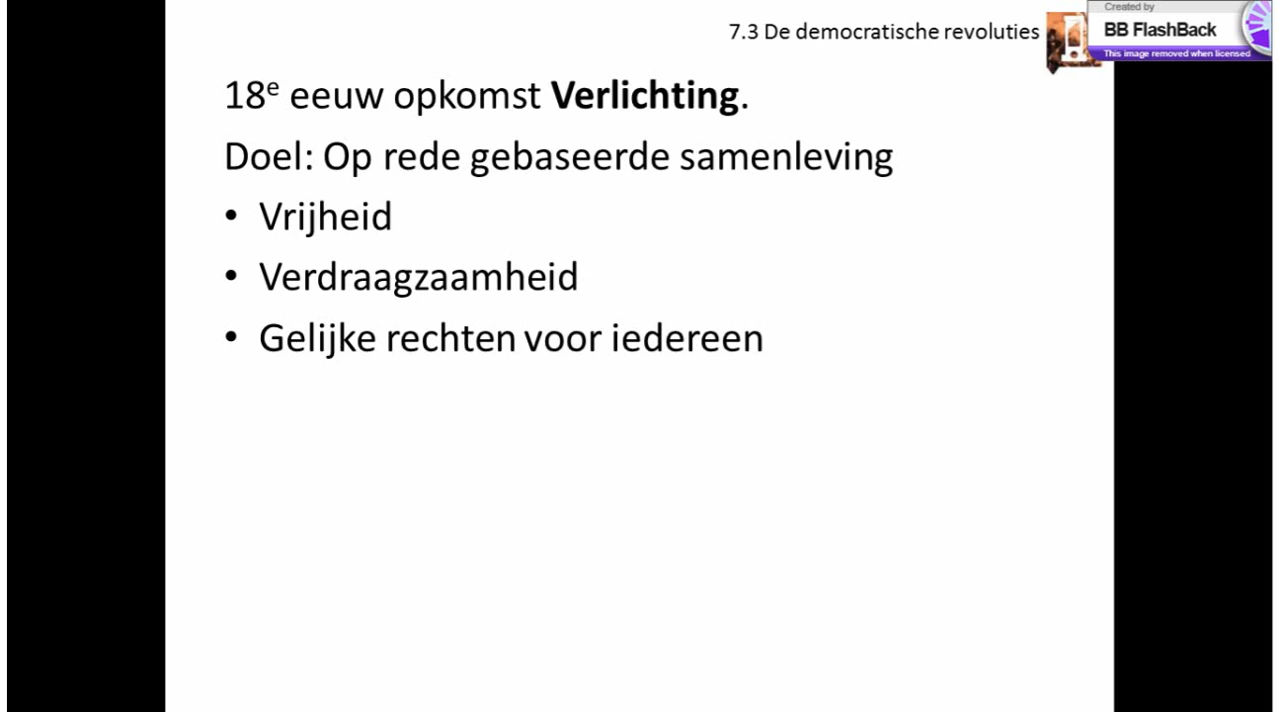 7.3 De democratische revoluties
Created by
BB FlashBack
This image removed when licensed
18e eeuw opkomst Verlichting.
Doel: Op rede gebaseerde samenleving
• Vrijheid
• Verdraagzaamheid
• Gelijke rechten voor iedereen